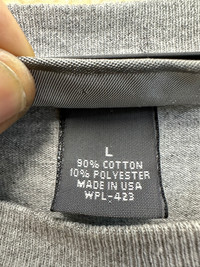 L
90% COTTON
10% POLYESTER
MADE IN USA
WPL-423